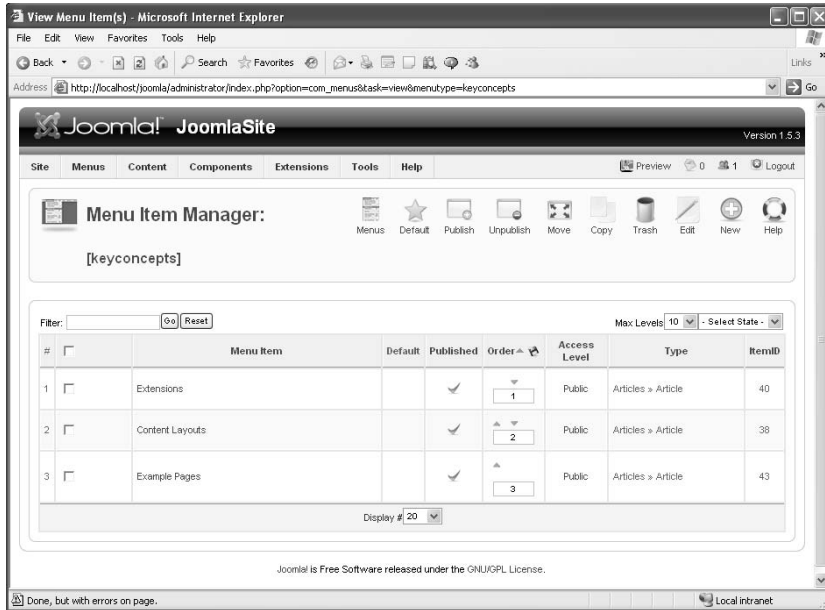 View Menu Item(s) - Microsoft Internet Explorer
File Edit View Favorites Tools Help
Back Search Favorites Links »
Address http://localhost/joomla/administrator/index.php?option=com_menus&task=view&menutype=keyconcepts Go
Joomla! JoomlaSite
Version 1.5.3
Site Menus Content Components Extensions Tools Help Preview 0 1 Logout
Menu Item Manager:
Menus Default Publish Unpublish Move Copy Trash Edit New Help
[keyconcepts]
Filter: Go Reset Max Levels 10 - Select State -
# Menu Item Default Published Order Access Level Type ItemID
1 Extensions 1 Public Articles » Article 40
2 Content Layouts 2 Public Articles » Article 38
3 Example Pages 3 Public Articles » Article 43
Display # 20
Joomla! is Free Software released under the GNU/GPL License.
Done, but with errors on page. Local intranet